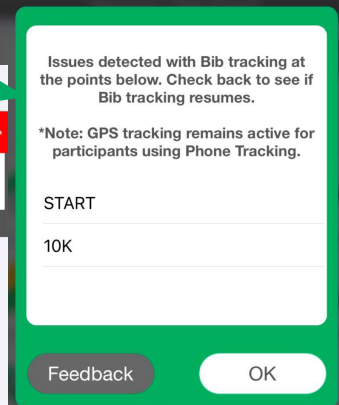 Issues detected with Bib tracking at
the points below. Check back to see if
Bib tracking resumes.
*Note: GPS tracking remains active for
participants using Phone Tracking.
START
10K
Feedback
OK